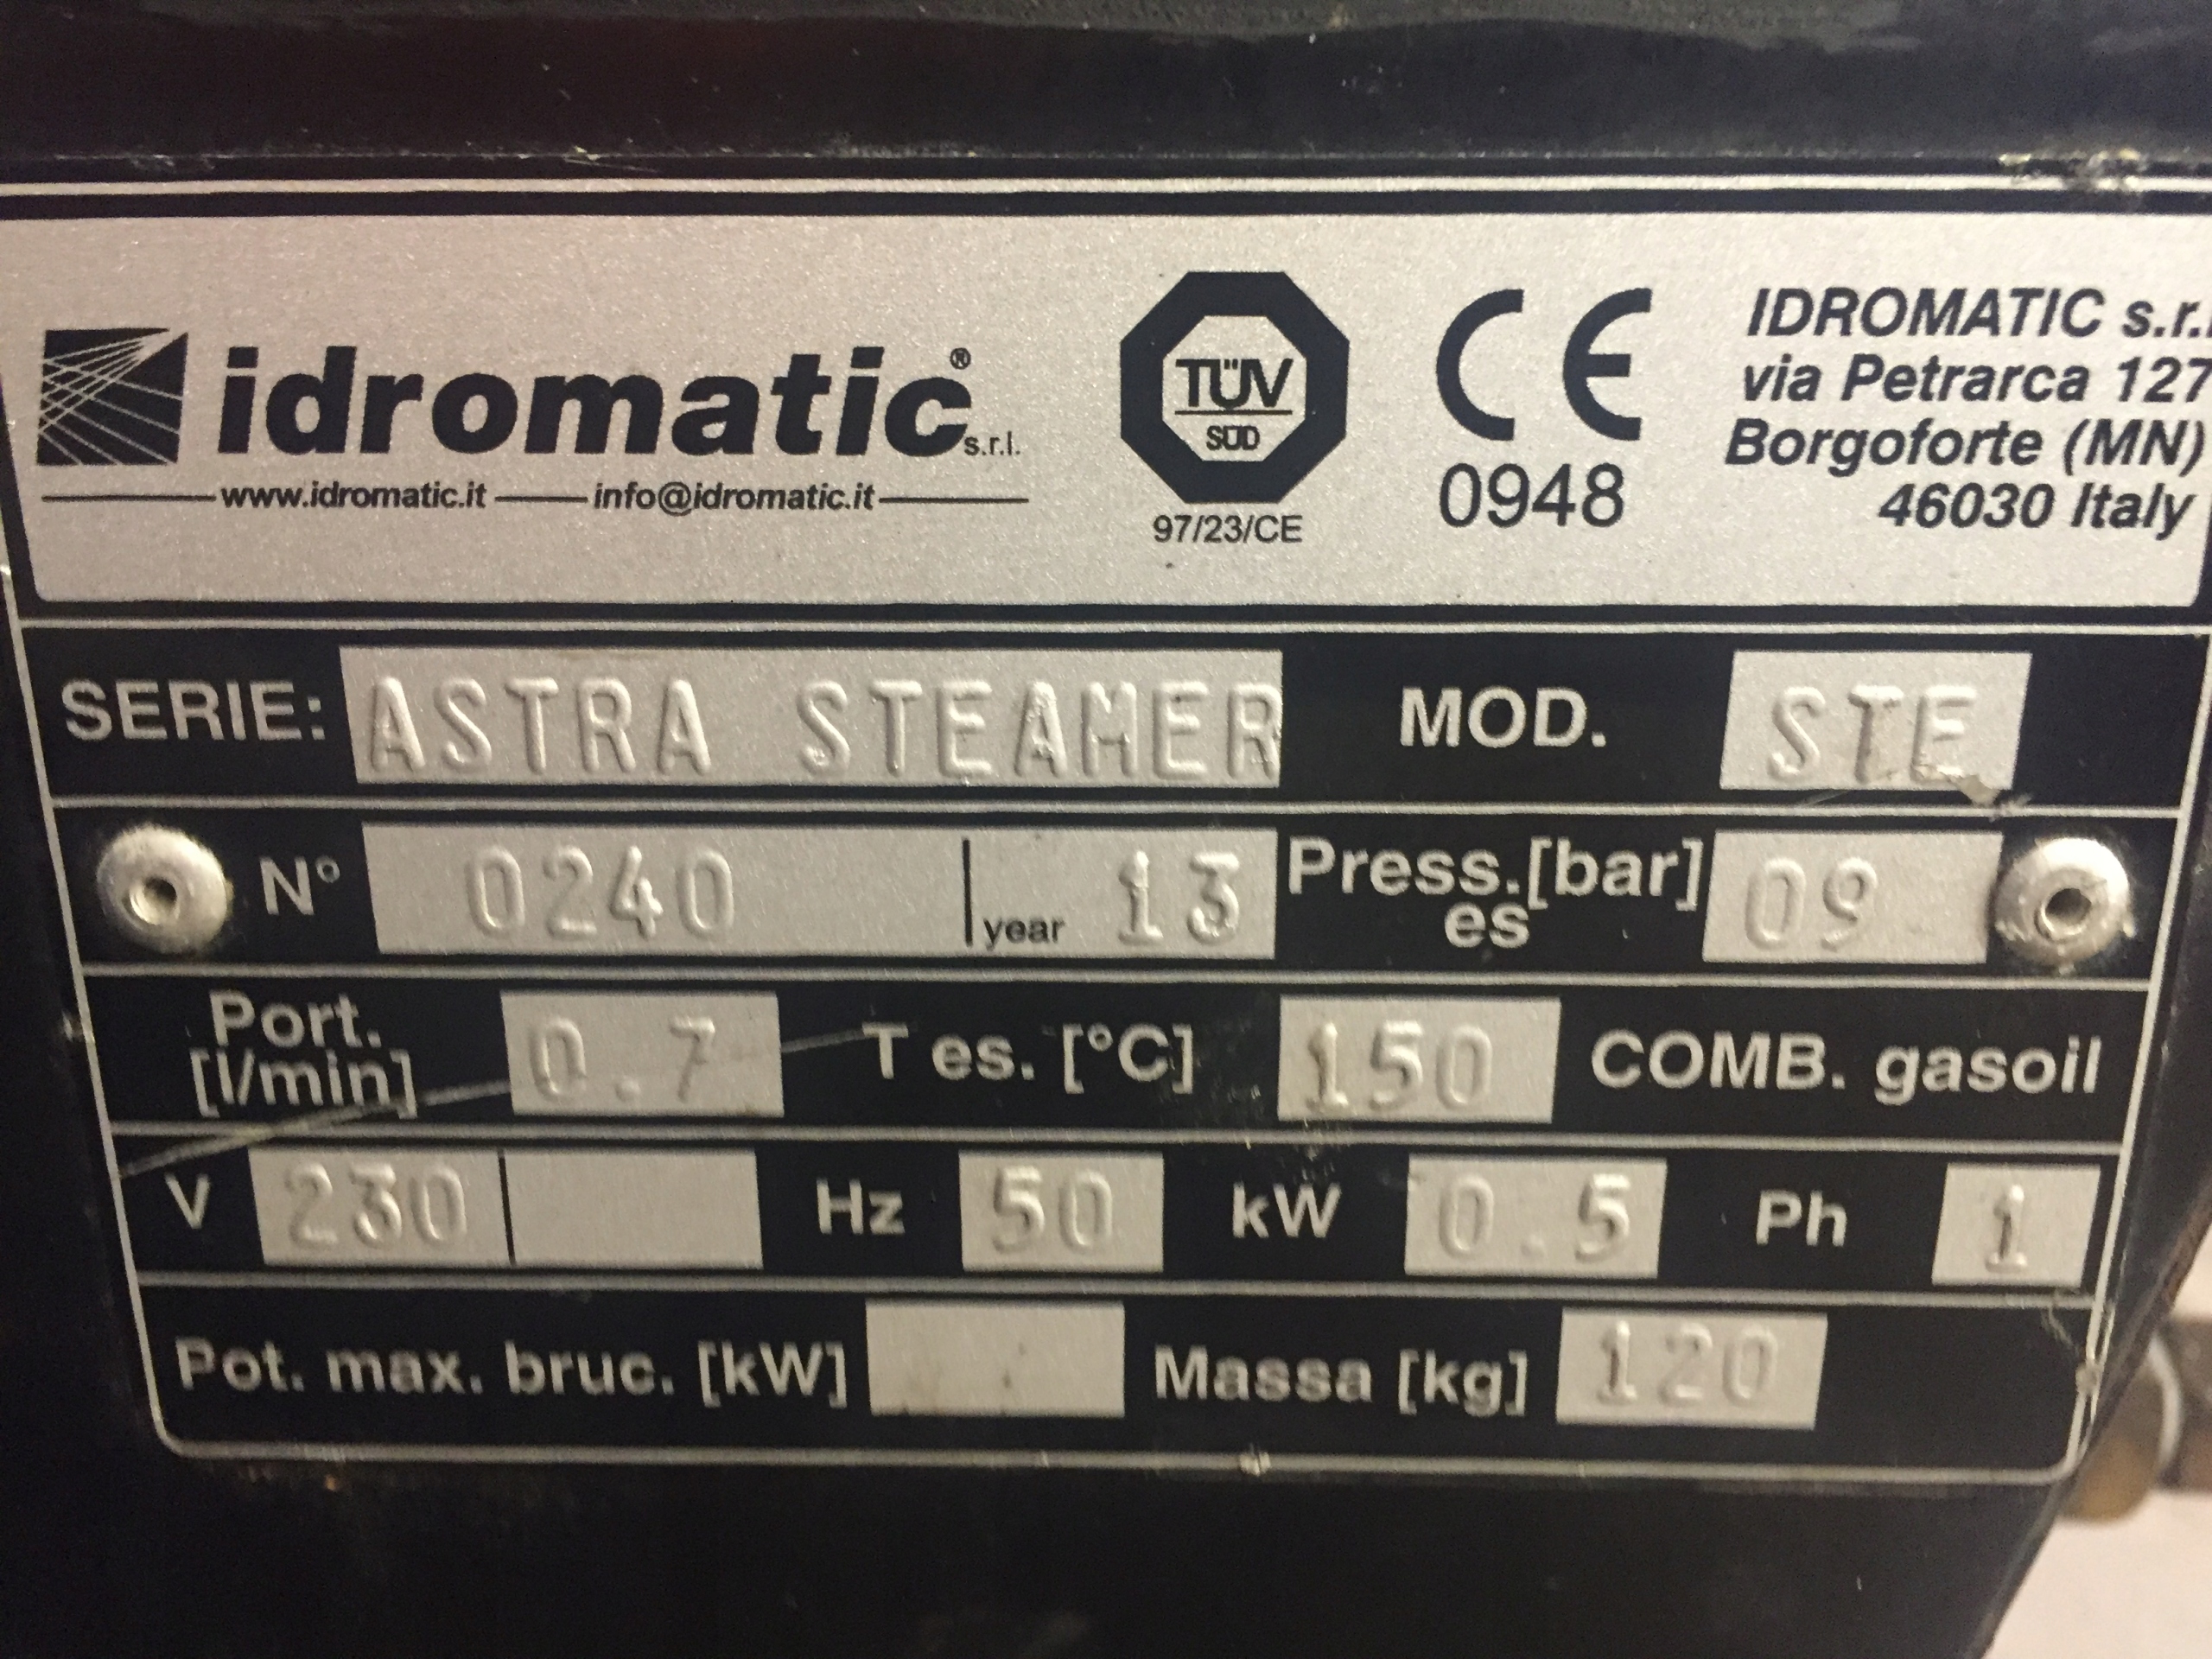 idromatic® s.r.l.
www.idromatic.it info@idromatic.it
TÜV
SÜD
97/23/CE
CE
0948
IDROMATIC s.r.l
via Petrarca 127
Borgoforte (MN)
46030 Italy
SERIE: ASTRA STEAMER MOD. STE
N° 0240 year 13 Press.[bar] es 09
Port. [l/min] 0.7 T es. [°C] 150 COMB. gasoil
V 230 Hz 50 kW 0.5 Ph 1
Pot. max. bruc. [kW] Massa [kg] 120